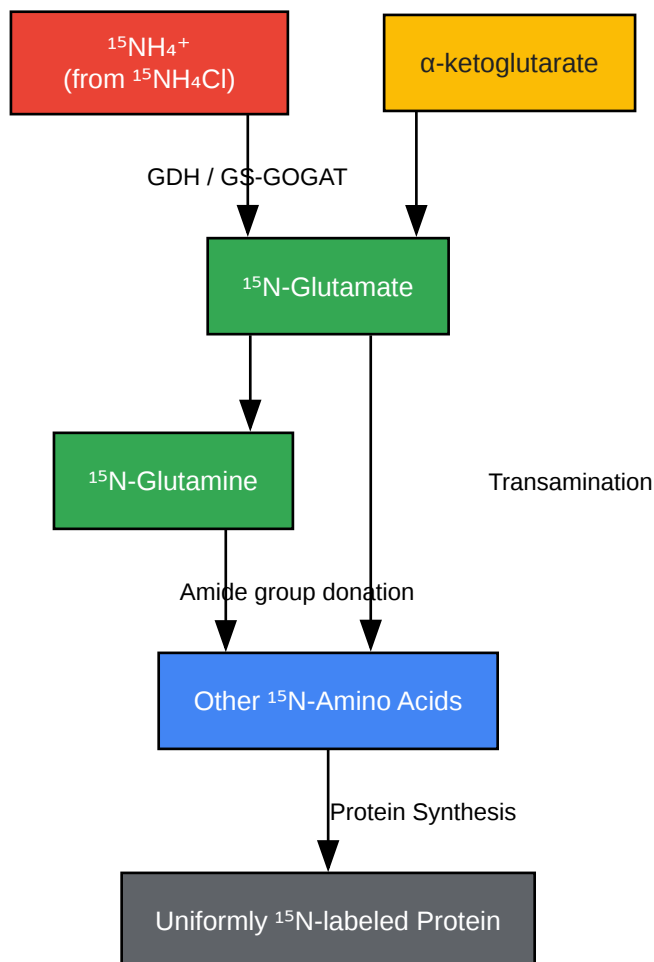 ¹⁵NH₄⁺
(from ¹⁵NH₄Cl)
α-ketoglutarate
GDH / GS-GOGAT
¹⁵N-Glutamate
¹⁵N-Glutamine
Transamination
Amide group donation
Other ¹⁵N-Amino Acids
Protein Synthesis
Uniformly ¹⁵N-labeled Protein